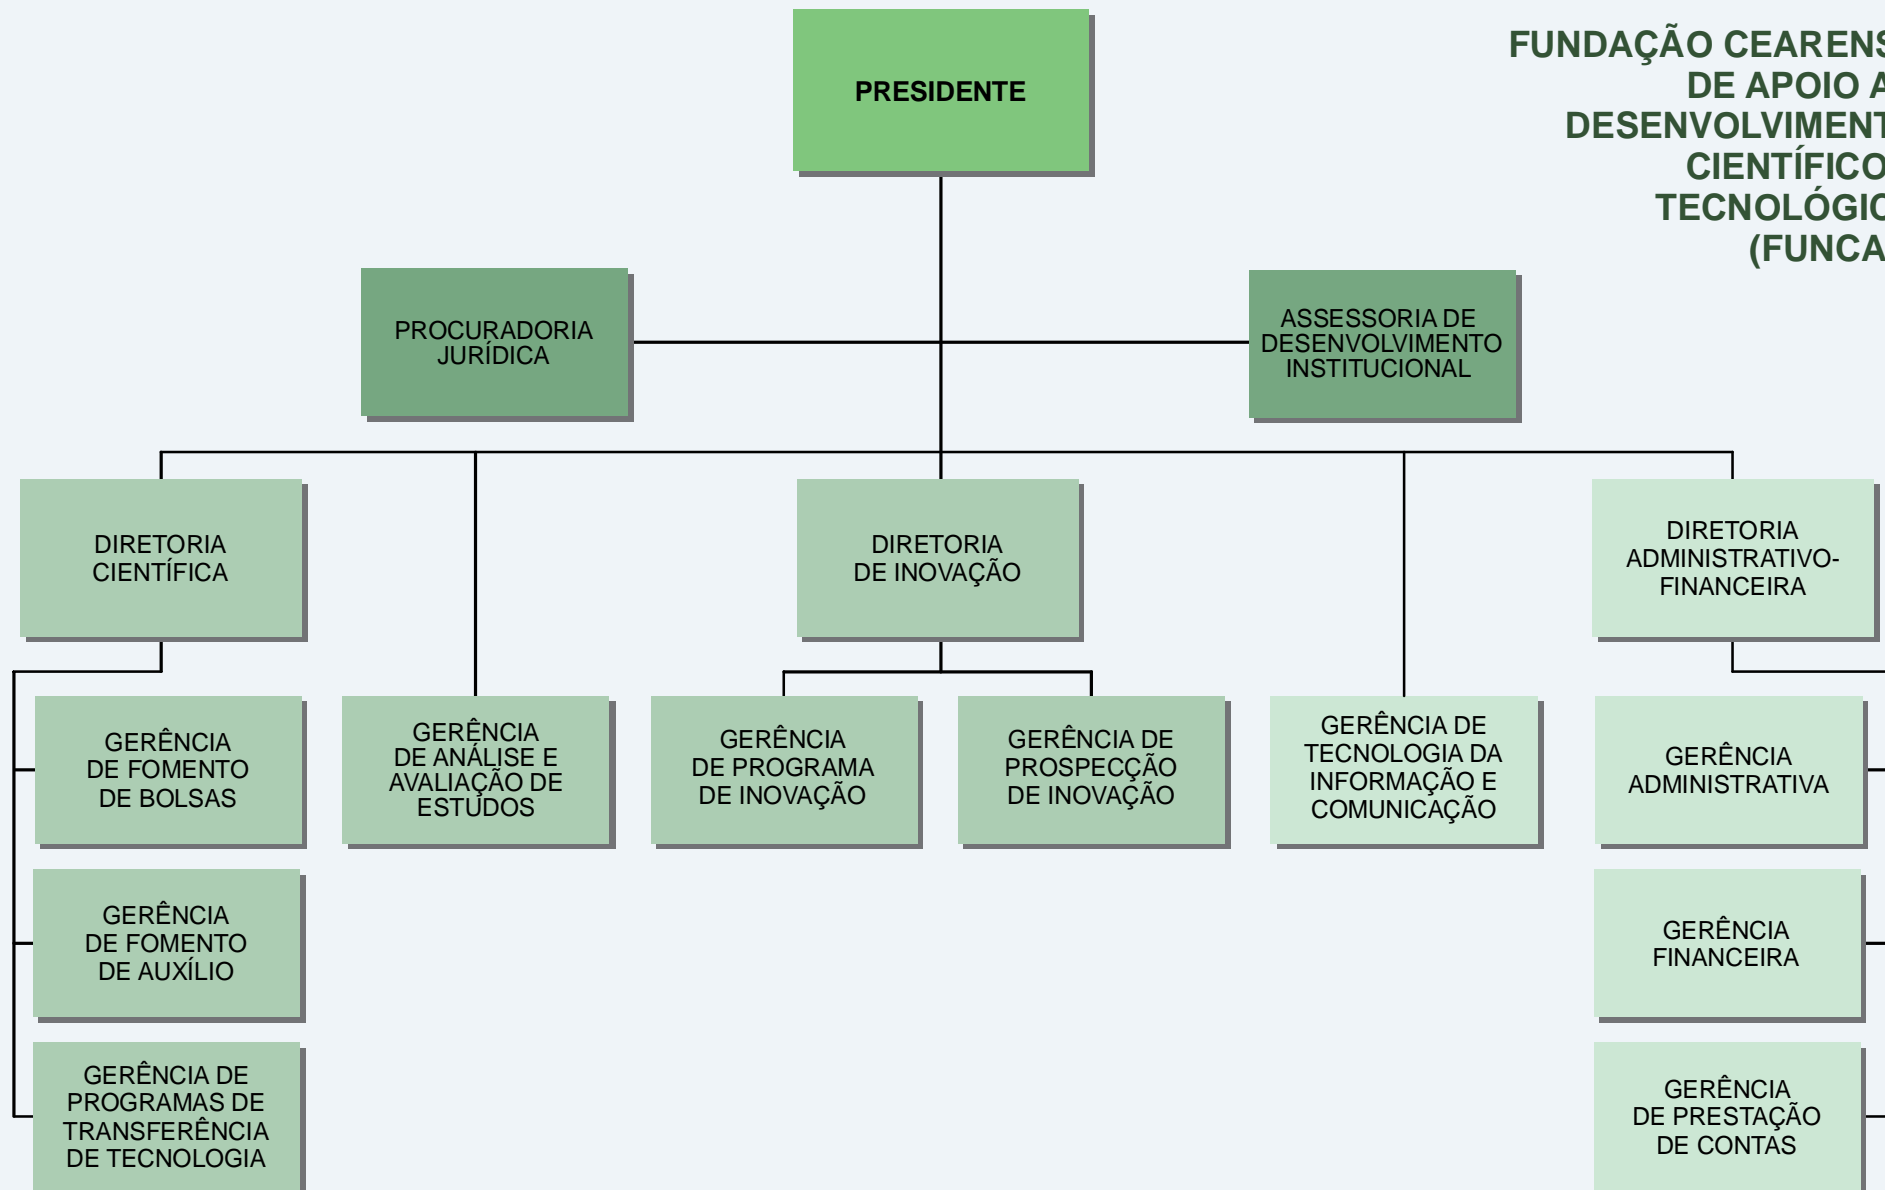 FUNDAÇÃO CEARENS
DE APOIO A
DESENVOLVIMENT
CIENTÍFICO
TECNOLÓGIC
(FUNCA
PRESIDENTE
PROCURADORIA
JURÍDICA
ASSESSORIA DE
DESENVOLVIMENTO
INSTITUCIONAL
DIRETORIA
CIENTÍFICA
DIRETORIA
DE INOVAÇÃO
DIRETORIA
ADMINISTRATIVO-
FINANCEIRA
GERÊNCIA
DE FOMENTO
DE BOLSAS
GERÊNCIA
DE ANÁLISE E
AVALIAÇÃO DE
ESTUDOS
GERÊNCIA
DE PROGRAMA
DE INOVAÇÃO
GERÊNCIA DE
PROSPECÇÃO
DE INOVAÇÃO
GERÊNCIA DE
TECNOLOGIA DA
INFORMAÇÃO E
COMUNICAÇÃO
GERÊNCIA
ADMINISTRATIVA
GERÊNCIA
DE FOMENTO
DE AUXÍLIO
GERÊNCIA
FINANCEIRA
GERÊNCIA DE
PROGRAMAS DE
TRANSFERÊNCIA
DE TECNOLOGIA
GERÊNCIA
DE PRESTAÇÃO
DE CONTAS